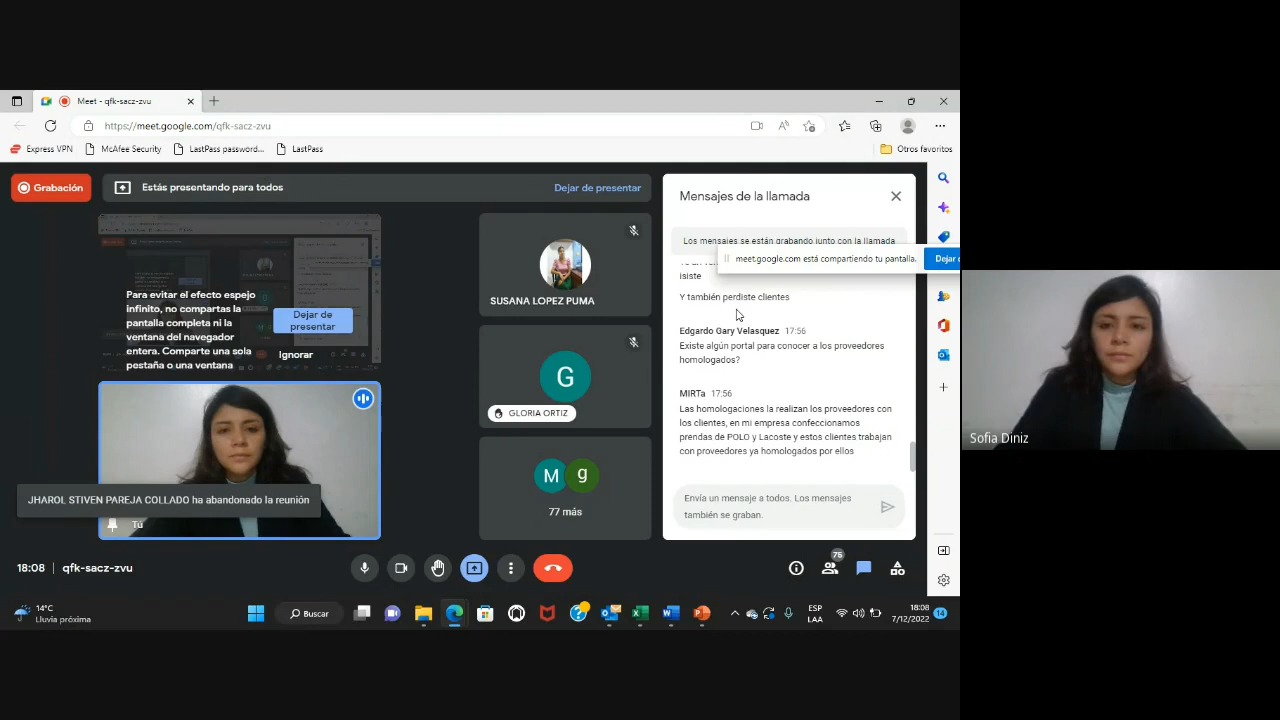 Meet - qfk-sacz-zvu
https://meet.google.com/qfk-sacz-zvu
Express VPN
McAfee Security
LastPass password...
LastPass
Otros favoritos
Grabación
Estás presentando para todos
Dejar de presentar
Para evitar el efecto espejo
infinito, no compartas la
pantalla completa ni la
ventana del navegador
entera. Comparte una sola
pestaña o una ventana
Dejar de
presentar
Ignorar
JHAROL STIVEN PAREJA COLLADO ha abandonado la reunión
Tú
SUSANA LOPEZ PUMA
G
GLORIA ORTIZ
M g
77 más
Mensajes de la llamada
Los mensajes se están grabando junto con la llamada
meet.google.com está compartiendo tu pantalla.
Dejar
isiste
Y también perdiste clientes
Edgardo Gary Velasquez 17:56
Existe algún portal para conocer a los proveedores
homologados?
MIRTa 17:56
Las homologaciones la realizan los proveedores con
los clientes, en mi empresa confeccionamos
prendas de POLO y Lacoste y estos clientes trabajan
con proveedores ya homologados por ellos
Envía un mensaje a todos. Los mensajes
también se graban.
18:08 | qfk-sacz-zvu
75
14°C
Lluvia próxima
Buscar
ESP
LAA
18:08
7/12/2022
14
Sofia Diniz